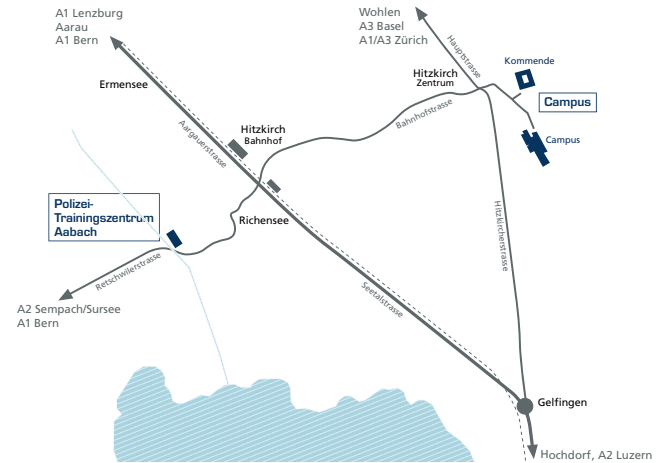 A1 Lenzburg
Aarau
A1 Bern
Wohlen
A3 Basel
A1/A3 Zürich
Hauptstrasse
Kommende
Ermensee
Hitzkirch
Zentrum
Campus
Bahnhofstrasse
Hitzkirch
Bahnhof
Aargauerstrasse
Campus
Polizei-
Trainingszentrum
Aabach
Richensee
Hitzkircherstrasse
Retschwilerstrasse
Seetalstrasse
A2 Sempach/Sursee
A1 Bern
Gelfingen
Hochdorf, A2 Luzern